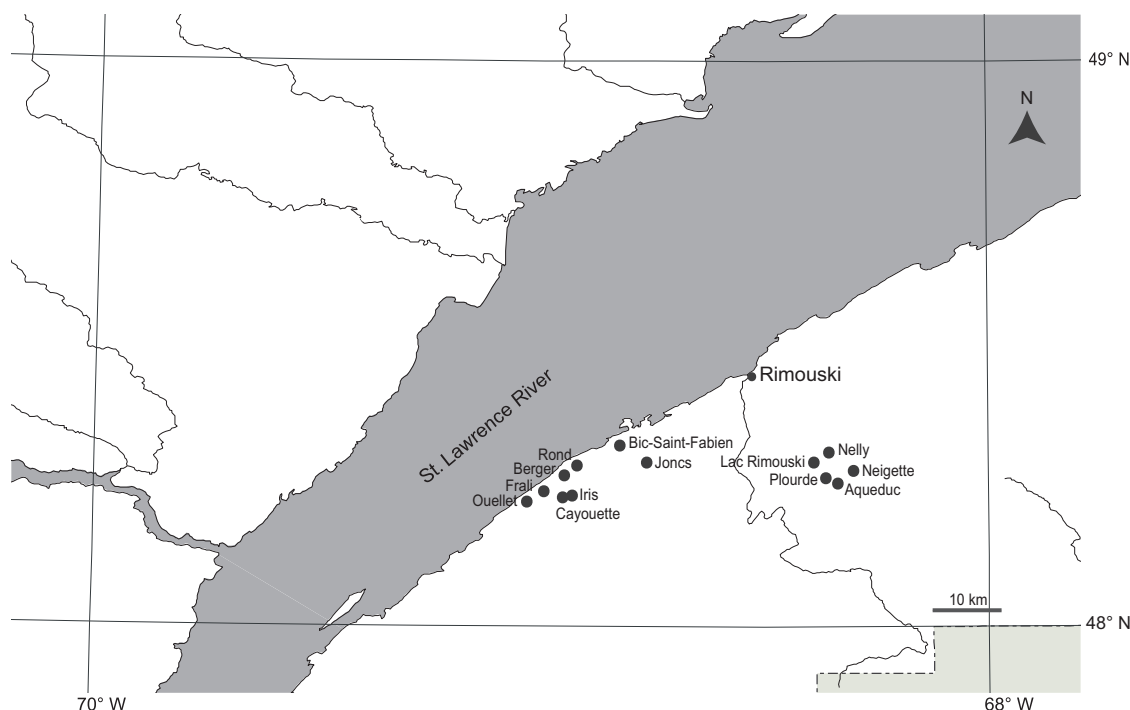 49° N
N
Rimouski
St. Lawrence River
Bic-Saint-Fabien
Nelly
Rond
Joncs
Lac Rimouski
Berger
Neigette
Plourde
Frali
Aqueduc
Iris
Ouellet
Cayouette
10 km
48° N
70° W
68° W